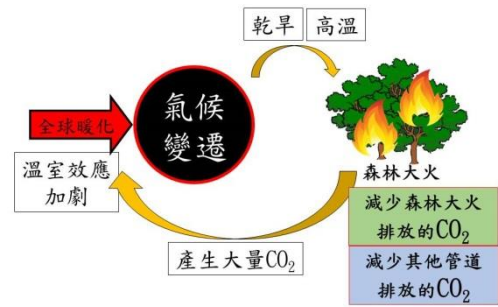 乾旱
高溫
氣候
變遷
全球暖化
溫室效應
加劇
森林大火
減少森林大火
排放的CO₂
減少其他管道
排放的CO₂
產生大量CO₂